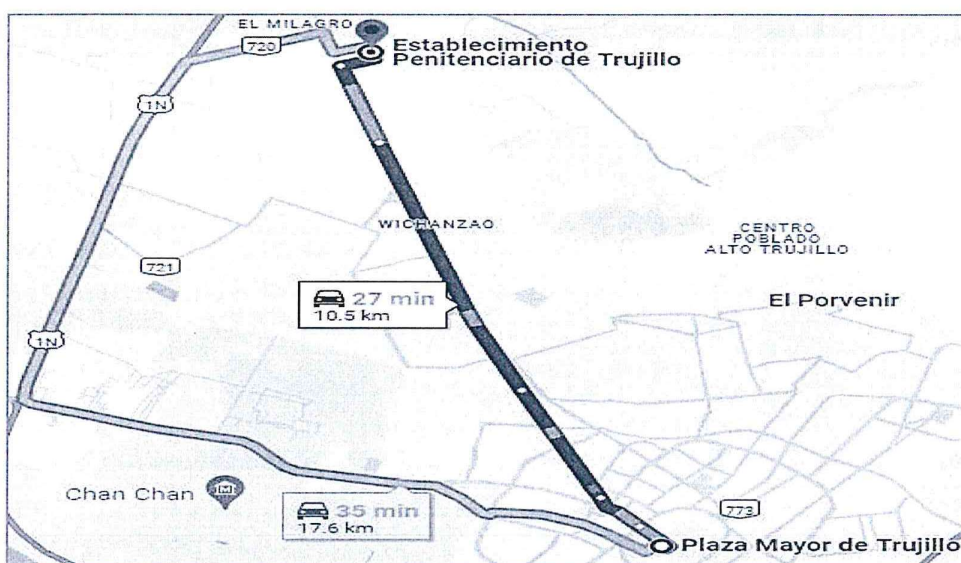 EL MILAGRO
720
Establecimiento
Penitenciario de Trujillo
1N
WICHANZAO
CENTRO
POBLADO
ALTO TRUJILLO
721
27 min
10.5 km
El Porvenir
1N
Chan Chan
35 min
17.6 km
773
Plaza Mayor de Trujillo